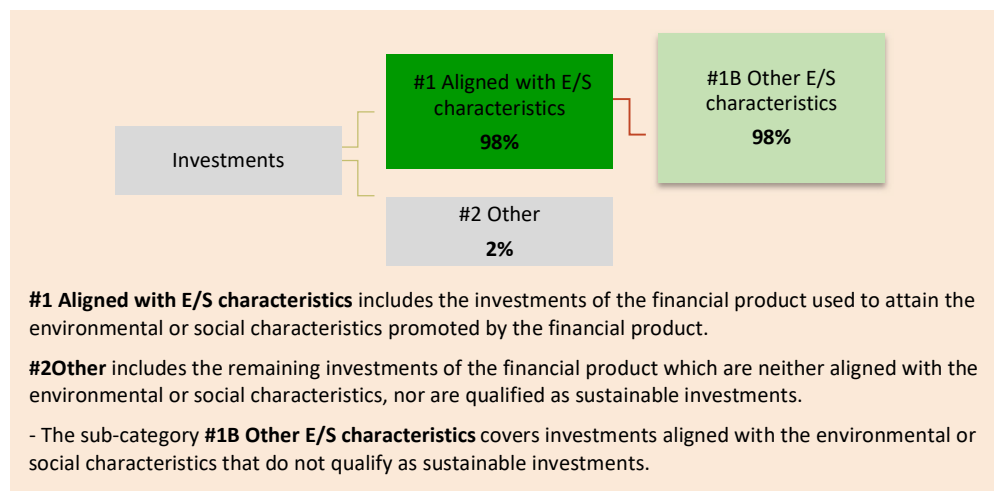 #1 Aligned with E/S
characteristics
98%
#1B Other E/S
characteristics
98%
Investments
#2 Other
2%
#1 Aligned with E/S characteristics includes the investments of the financial product used to attain the
environmental or social characteristics promoted by the financial product.
#2Other includes the remaining investments of the financial product which are neither aligned with the
environmental or social characteristics, nor are qualified as sustainable investments.
- The sub-category #1B Other E/S characteristics covers investments aligned with the environmental or
social characteristics that do not qualify as sustainable investments.